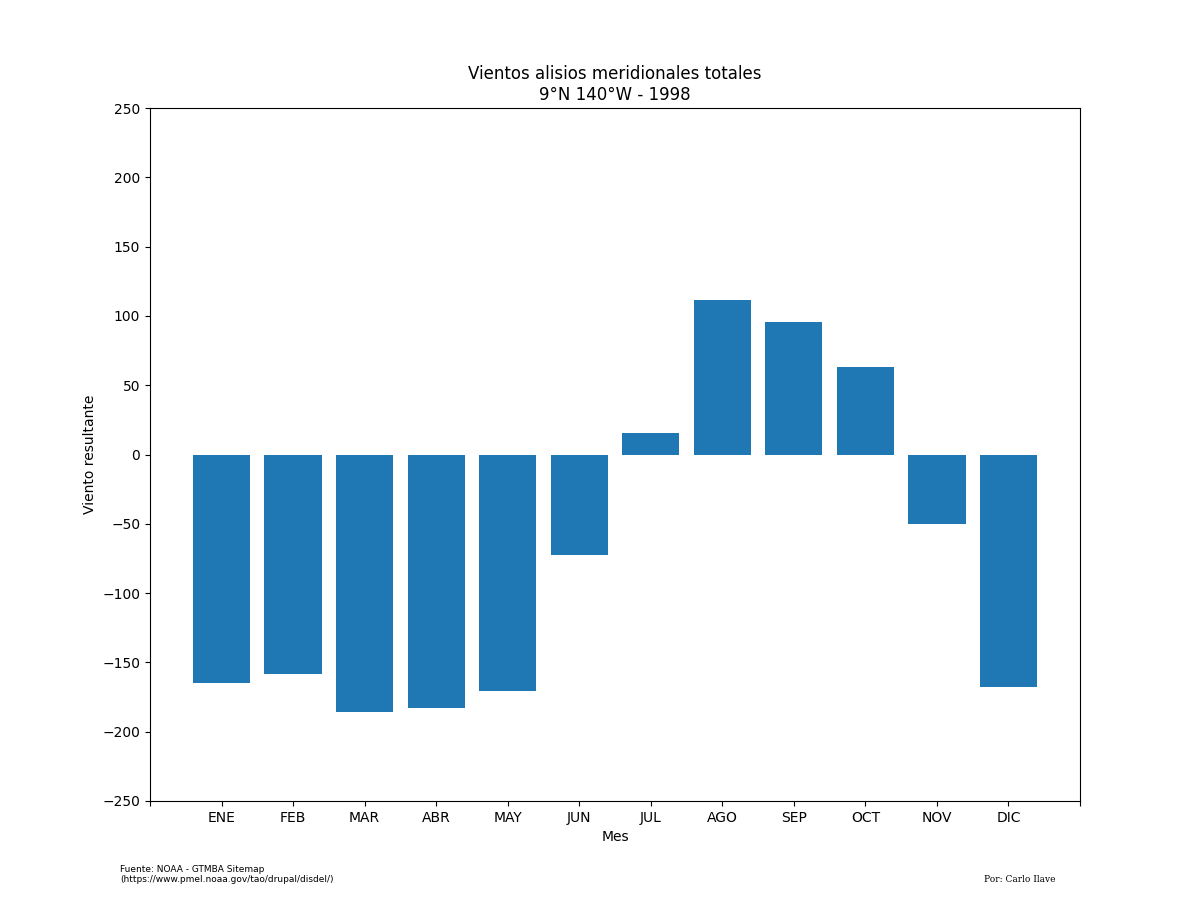 Vientos alisios meridionales totales
9°N 140°W - 1998
250
200
150
100
50
0
−50
−100
−150
−200
−250
Viento resultante
ENE FEB MAR ABR MAY JUN JUL AGO SEP OCT NOV DIC
Mes
Fuente: NOAA - GTMBA Sitemap
(https://www.pmel.noaa.gov/tao/drupal/disdel/)
Por: Carlo Ilave